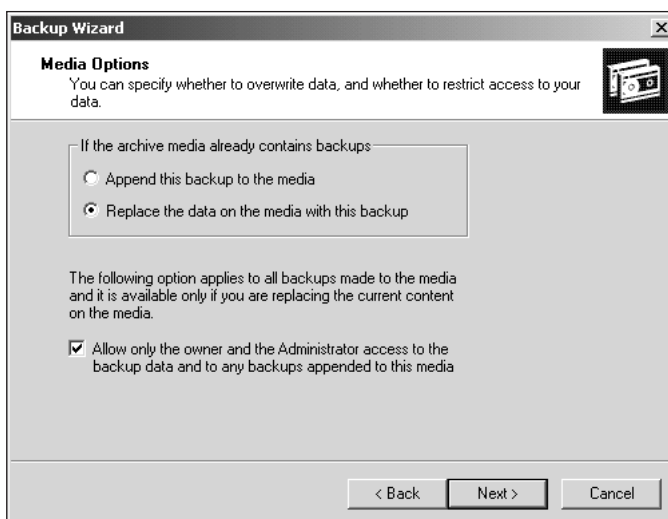 Backup Wizard
Media Options
You can specify whether to overwrite data, and whether to restrict access to your
data.
If the archive media already contains backups
Append this backup to the media
Replace the data on the media with this backup
The following option applies to all backups made to the media
and it is available only if you are replacing the current content
on the media.
Allow only the owner and the Administrator access to the
backup data and to any backups appended to this media
< Back Next > Cancel